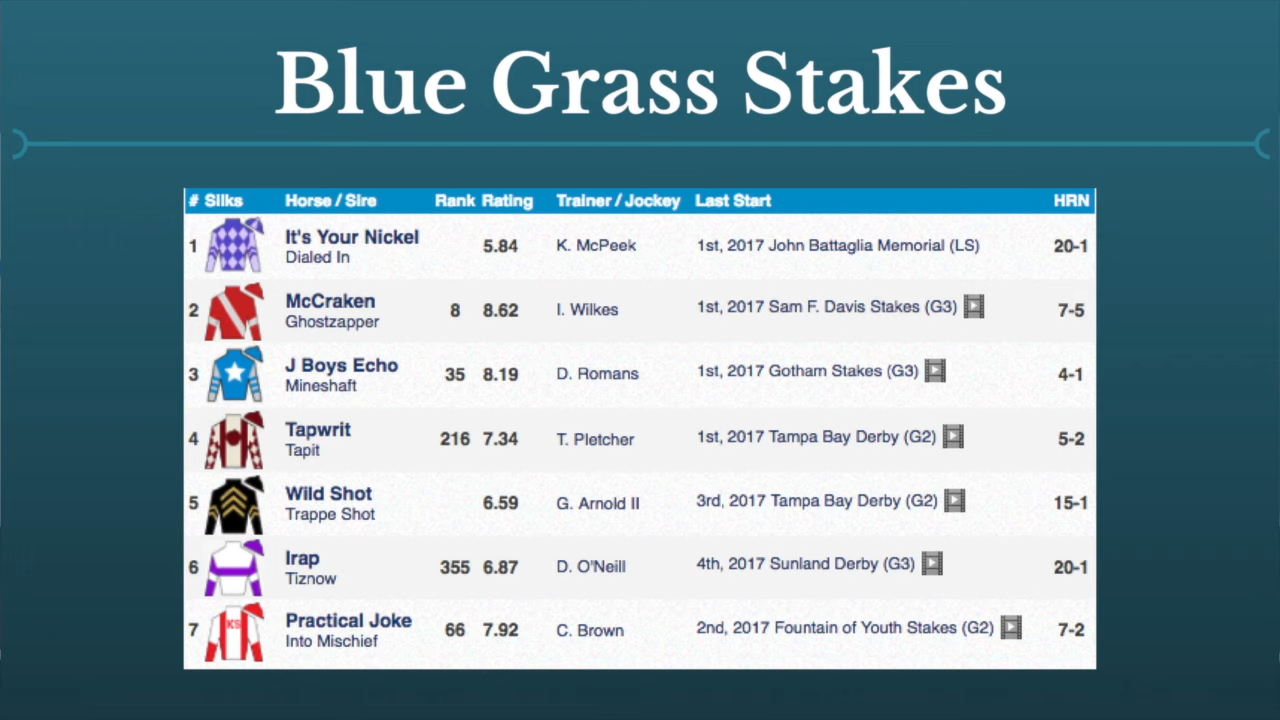 Blue Grass Stakes
# Silks Horse / Sire Rank Rating Trainer / Jockey Last Start HRN
1 It's Your Nickel 5.84 K. McPeek 1st, 2017 John Battaglia Memorial (LS) 20-1
Dialed In
2 McCraken 8 8.62 I. Wilkes 1st, 2017 Sam F. Davis Stakes (G3) 7-5
Ghostzapper
3 J Boys Echo 35 8.19 D. Romans 1st, 2017 Gotham Stakes (G3) 4-1
Mineshaft
4 Tapwrit 216 7.34 T. Pletcher 1st, 2017 Tampa Bay Derby (G2) 5-2
Tapit
5 Wild Shot 6.59 G. Arnold II 3rd, 2017 Tampa Bay Derby (G2) 15-1
Trappe Shot
6 Irap 355 6.87 D. O'Neill 4th, 2017 Sunland Derby (G3) 20-1
Tiznow
7 KS Practical Joke 66 7.92 C. Brown 2nd, 2017 Fountain of Youth Stakes (G2) 7-2
Into Mischief